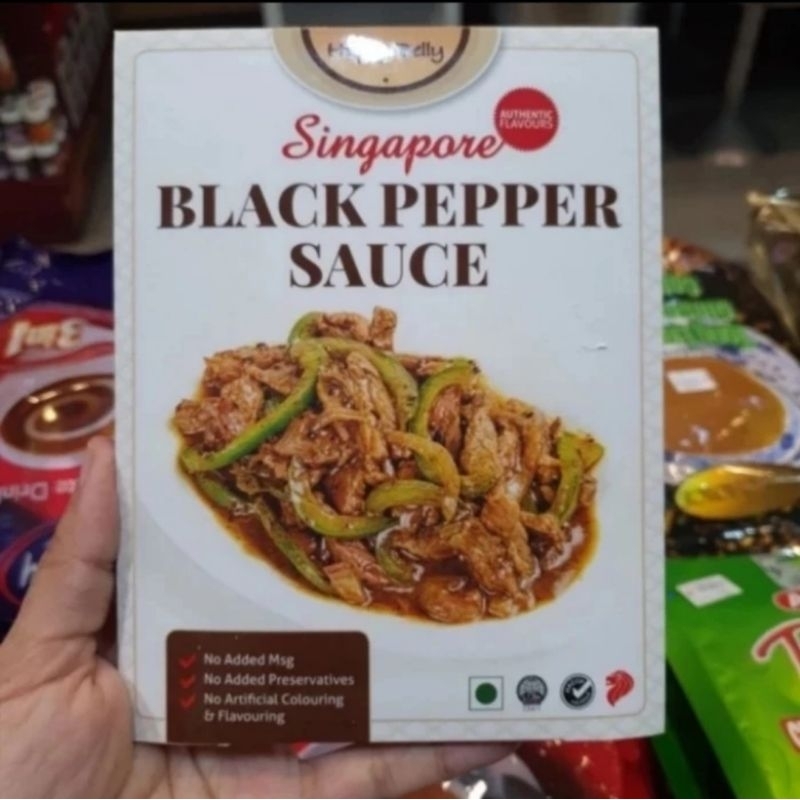 Singapore
AUTHENTIC
FLAVOURS
BLACK PEPPER
SAUCE
No Added Msg
No Added Preservatives
No Artificial Colouring
& Flavouring